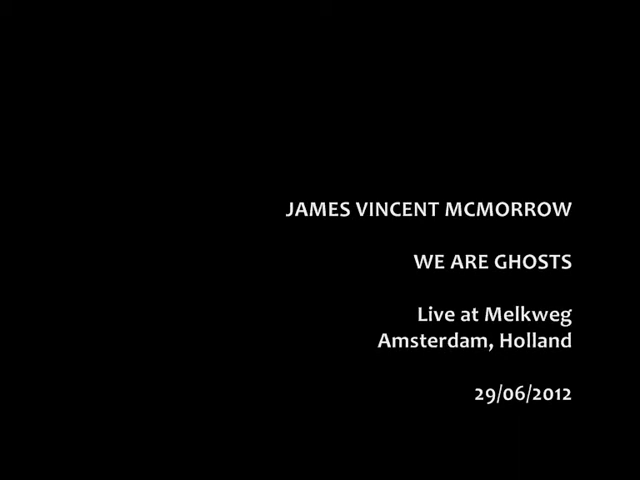 JAMES VINCENT MCMORROW
WE ARE GHOSTS
Live at Melkweg
Amsterdam, Holland
29/06/2012